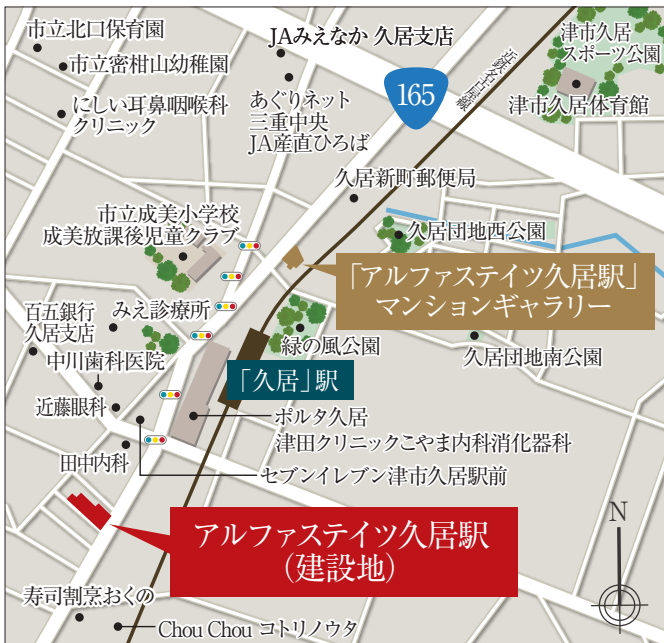 市立北口保育園
市立密柑山幼稚園
にしい耳鼻咽喉科
クリニック
JAみえなか 久居支店
あぐりネット
三重中央
JA産直ひろば
165
近鉄名古屋線
津市久居
スポーツ公園
津市久居体育館
久居新町郵便局
市立成美小学校
成美放課後児童クラブ
久居団地西公園
「アルファステイツ久居駅」
マンションギャラリー
百五銀行
久居支店
みえ診療所
緑の風公園
久居団地南公園
中川歯科医院
「久居」駅
近藤眼科
ポルタ久居
津田クリニックこやま内科消化器科
田中内科
セブンイレブン津市久居駅前
アルファステイツ久居駅
（建設地）
N
寿司割烹おくの
Chou Chou コトリノウタ